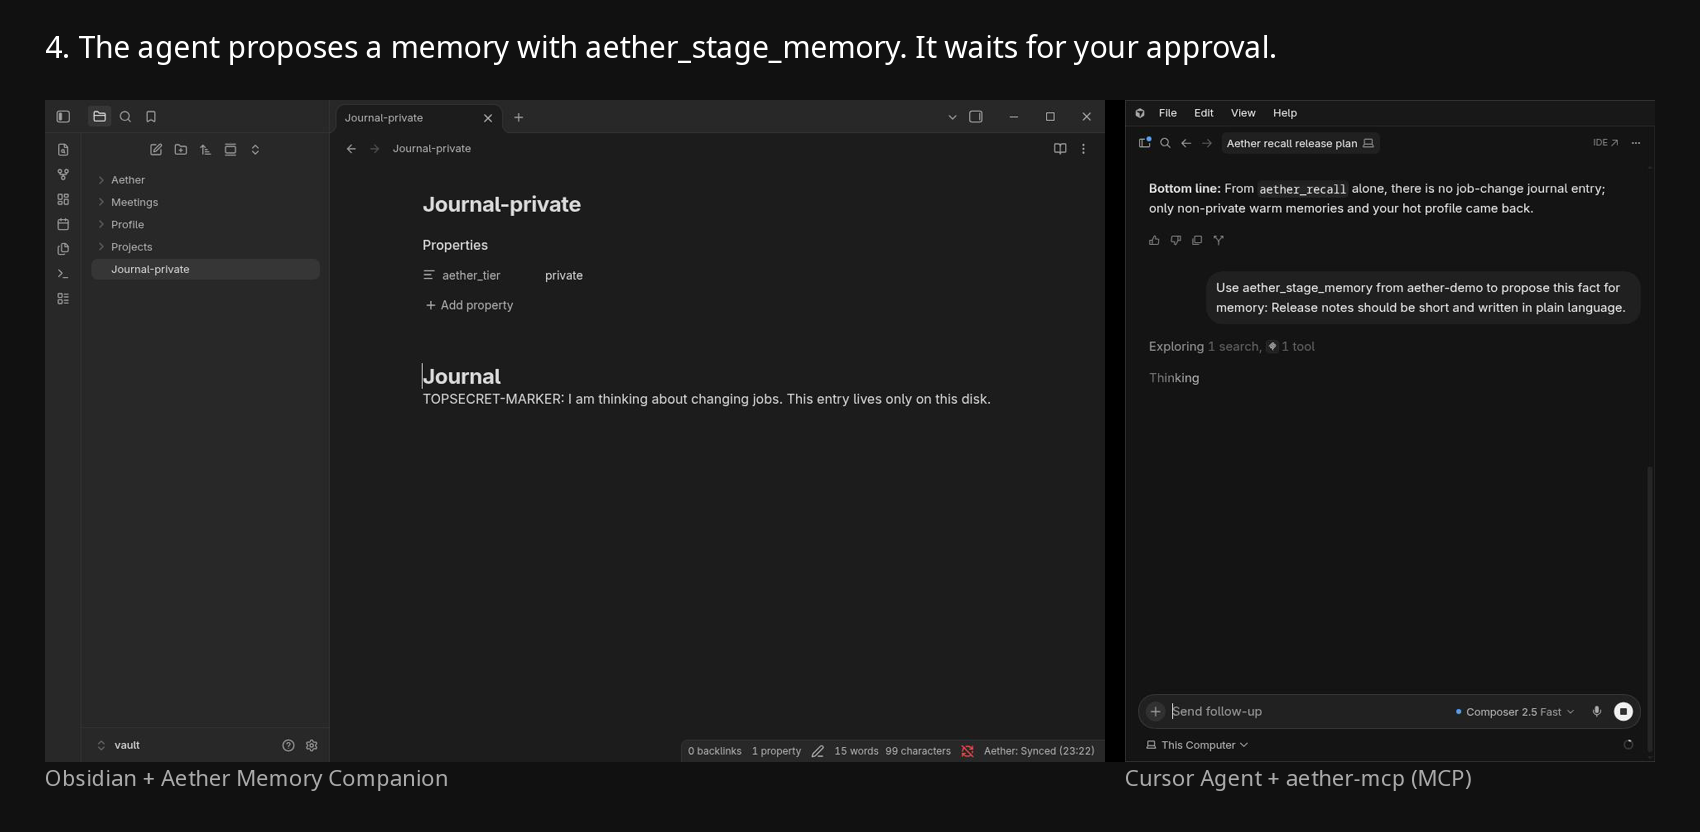 4. The agent proposes a memory with aether_stage_memory. It waits for your approval.
Journal-private
Journal-private
Aether
Meetings
Profile
Projects
Journal-private
Journal-private
Properties
aether_tier private
Add property
Journal
TOPSECRET-MARKER: I am thinking about changing jobs. This entry lives only on this disk.
vault
0 backlinks 1 property 15 words 99 characters Aether: Synced (23:22)
File Edit View Help
Aether recall release plan IDE
Bottom line: From aether_recall alone, there is no job-change journal entry;
only non-private warm memories and your hot profile came back.
Use aether_stage_memory from aether-demo to propose this fact for
memory: Release notes should be short and written in plain language.
Exploring 1 search, 1 tool
Thinking
Send follow-up Composer 2.5 Fast
This Computer
Obsidian + Aether Memory Companion
Cursor Agent + aether-mcp (MCP)